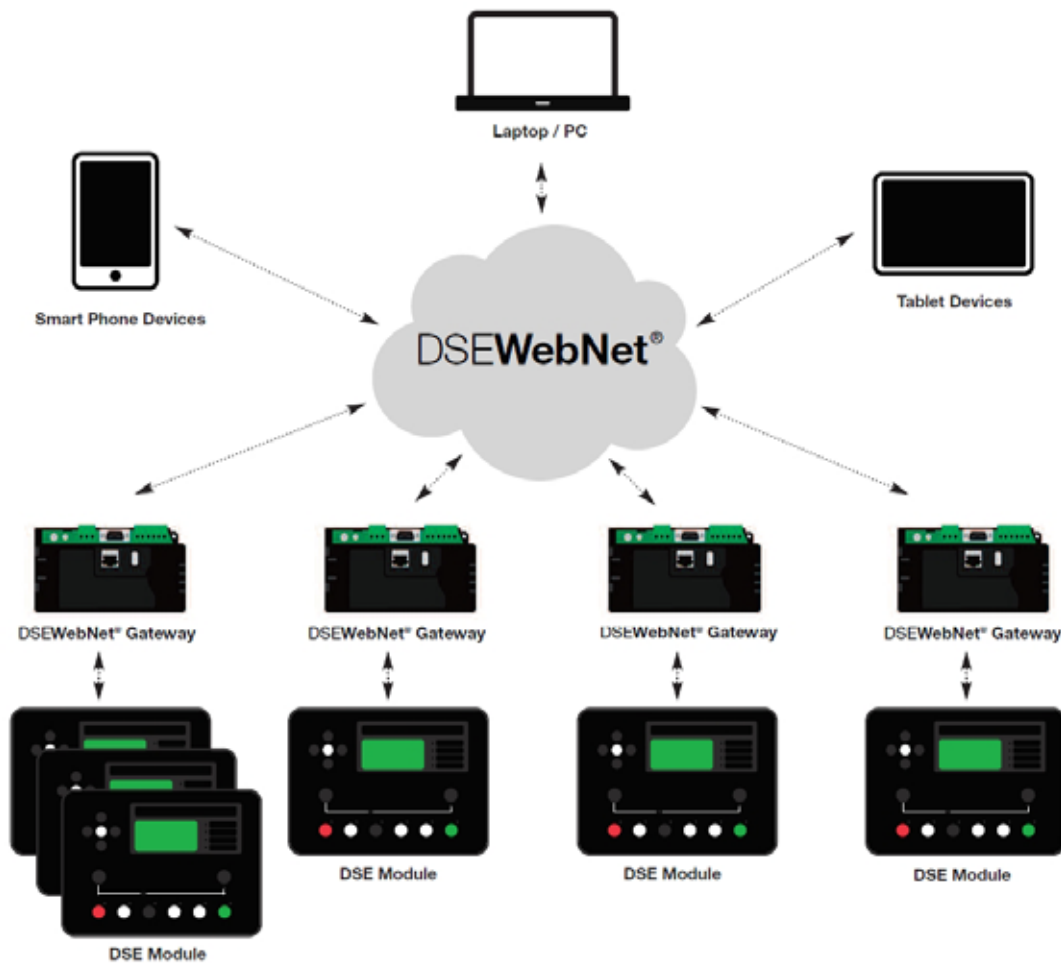 Laptop / PC
Smart Phone Devices
Tablet Devices
DSEWebNet®
DSEWebNet® Gateway
DSEWebNet® Gateway
DSEWebNet® Gateway
DSEWebNet® Gateway
DSE Module
DSE Module
DSE Module
DSE Module